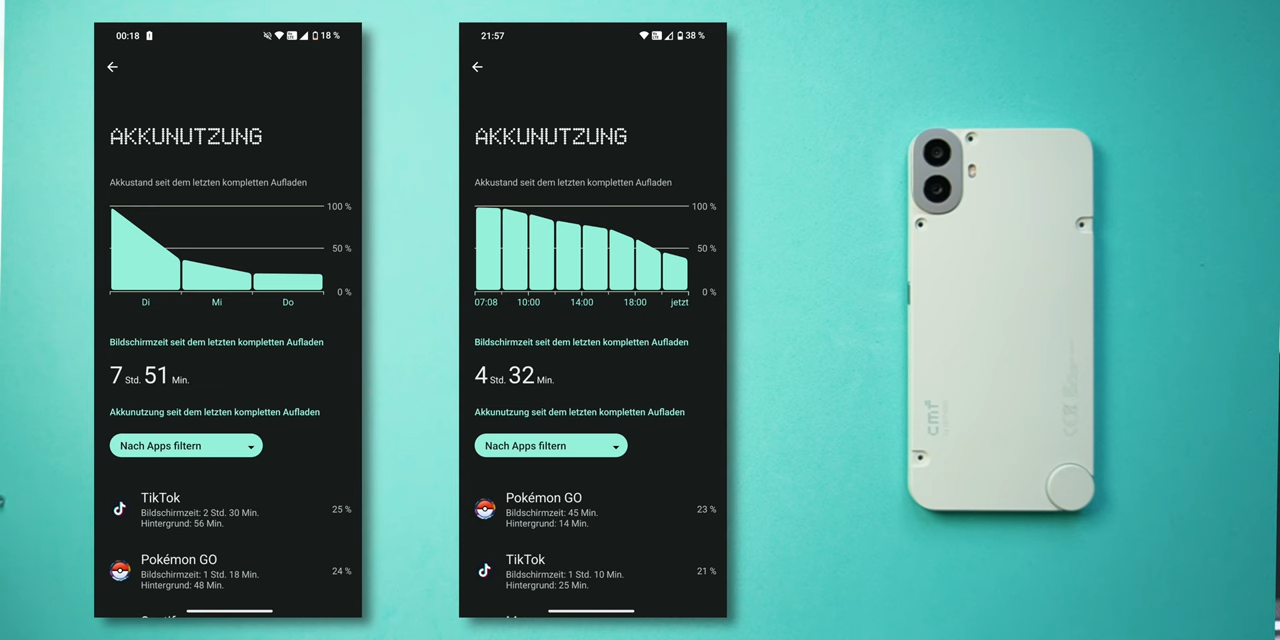 00:18
18 %
AKKUNUTZUNG
Akkustand seit dem letzten kompletten Aufladen
100 %
50 %
0 %
Di Mi Do
Bildschirmzeit seit dem letzten kompletten Aufladen
7 Std. 51 Min.
Akkunutzung seit dem letzten kompletten Aufladen
Nach Apps filtern
TikTok
Bildschirmzeit: 2 Std. 30 Min.
Hintergrund: 56 Min.
25 %
Pokémon GO
Bildschirmzeit: 1 Std. 18 Min.
Hintergrund: 48 Min.
24 %
21:57
38 %
AKKUNUTZUNG
Akkustand seit dem letzten kompletten Aufladen
100 %
50 %
0 %
07:08 10:00 14:00 18:00 jetzt
Bildschirmzeit seit dem letzten kompletten Aufladen
4 Std. 32 Min.
Akkunutzung seit dem letzten kompletten Aufladen
Nach Apps filtern
Pokémon GO
Bildschirmzeit: 45 Min.
Hintergrund: 14 Min.
23 %
TikTok
Bildschirmzeit: 1 Std. 10 Min.
Hintergrund: 25 Min.
21 %
cmf